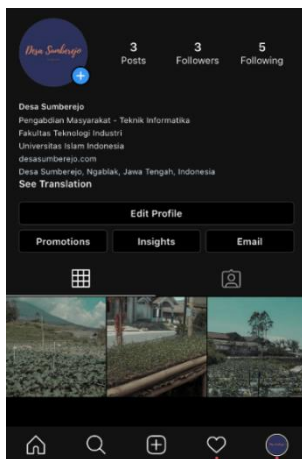 Desa Sumberejo
3 3 5
Posts Followers Following
Desa Sumberejo
Pengabdian Masyarakat - Teknik Informatika
Fakultas Teknologi Industri
Universitas Islam Indonesia
desasumberejo.com
Desa Sumberejo, Ngablak, Jawa Tengah, Indonesia
See Translation
Edit Profile
Promotions Insights Email